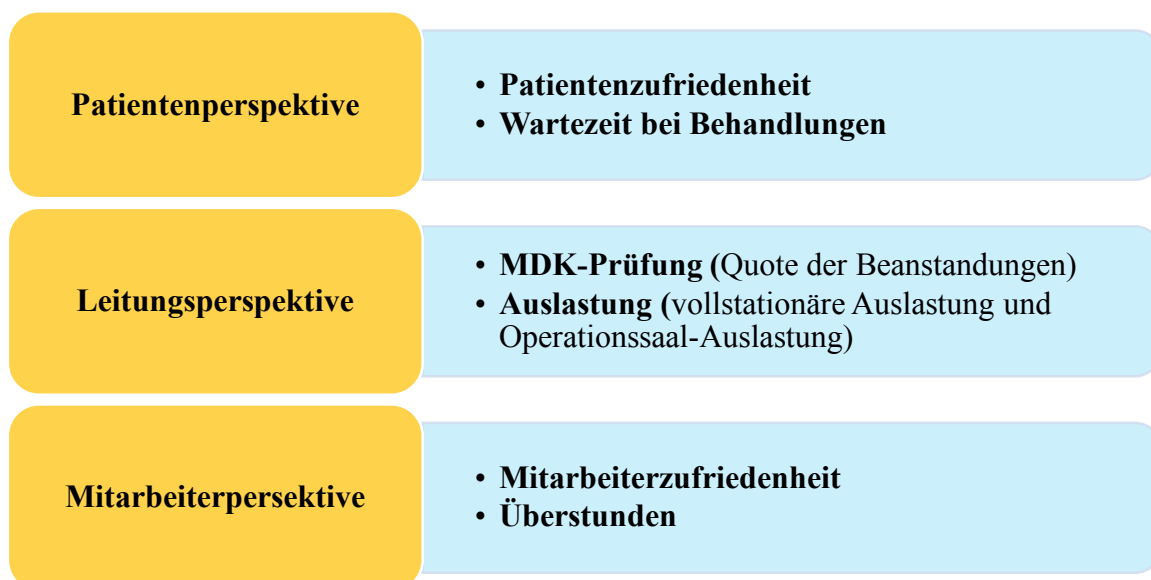 Patientenperspektive
• Patientenzufriedenheit
• Wartezeit bei Behandlungen
Leitungsperspektive
• MDK-Prüfung (Quote der Beanstandungen)
• Auslastung (vollstationäre Auslastung und
Operationssaal-Auslastung)
Mitarbeiterpersektive
• Mitarbeiterzufriedenheit
• Überstunden